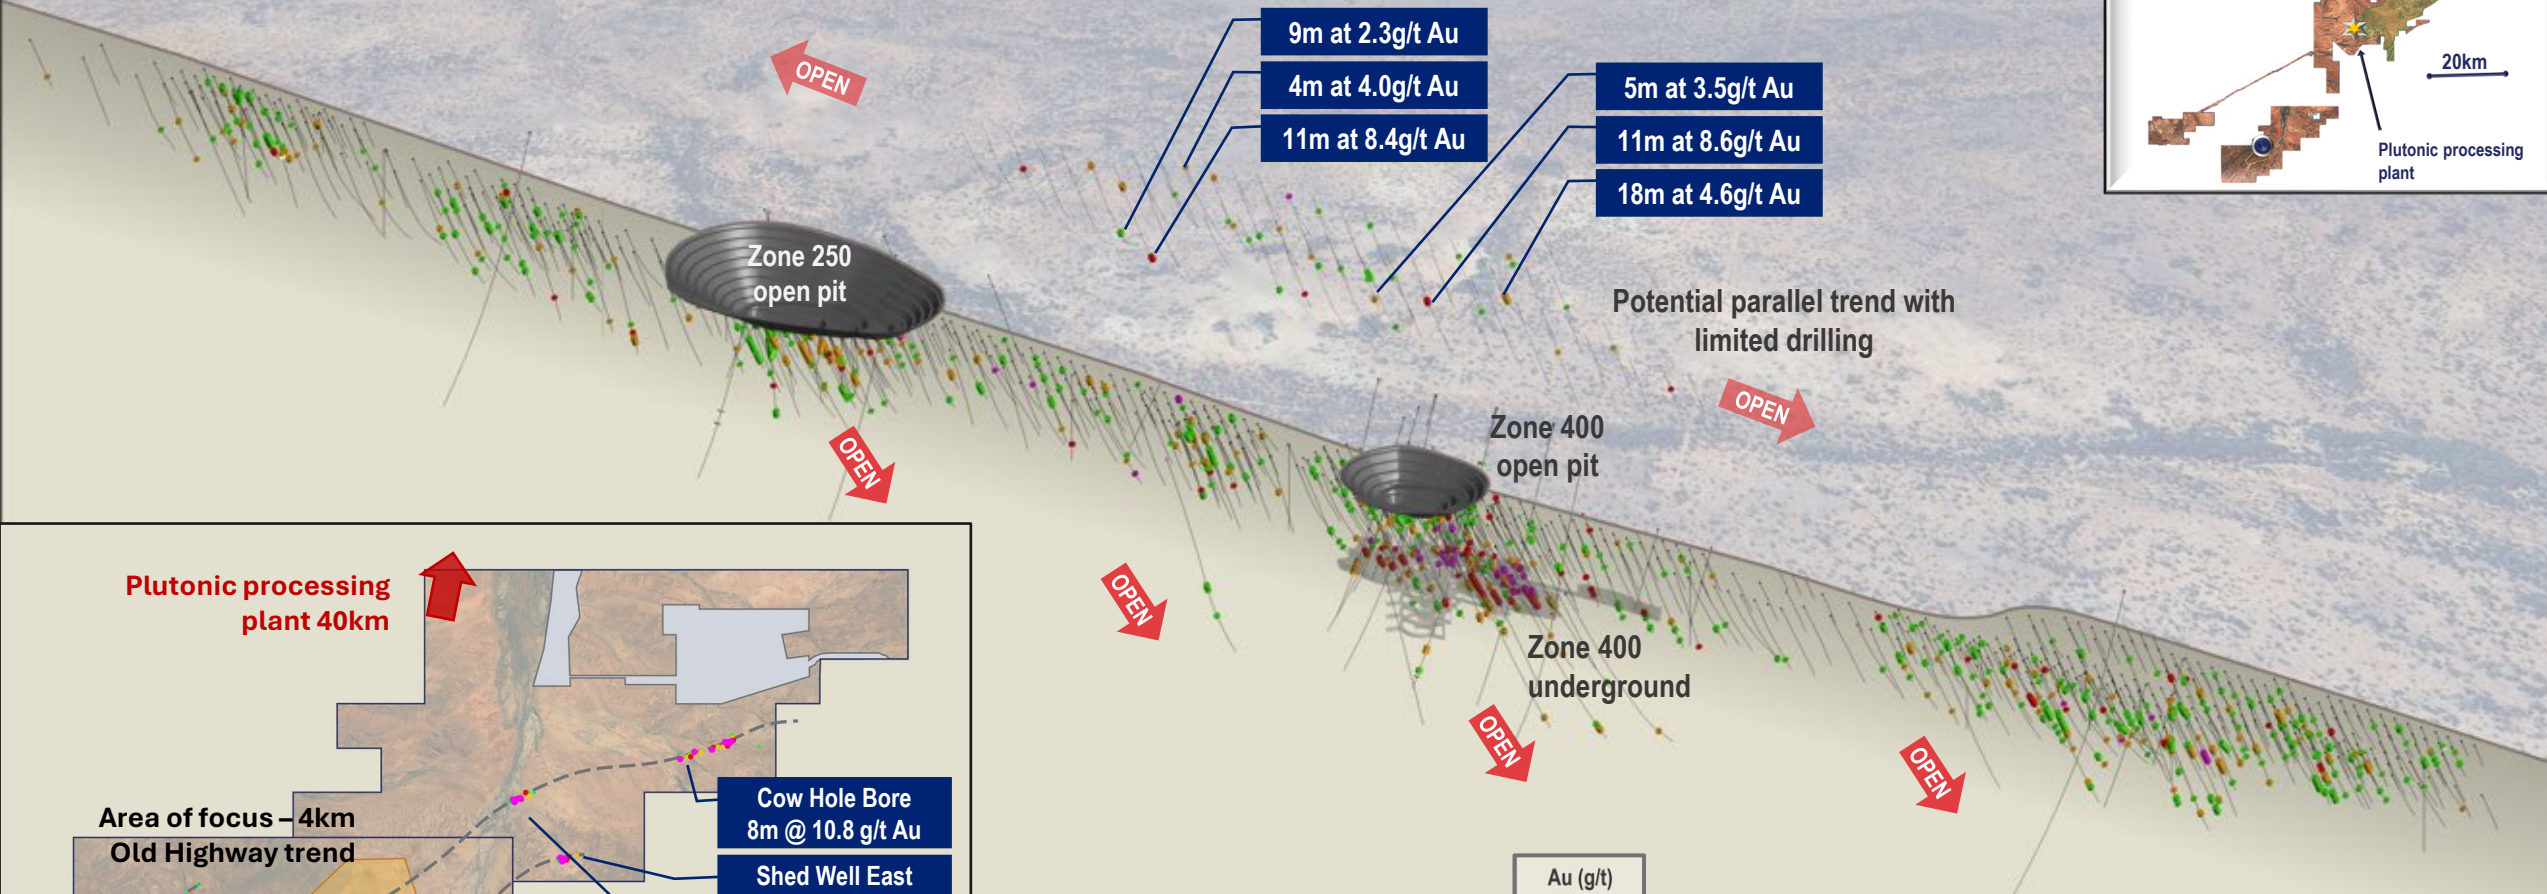 9m at 2.3g/t Au
4m at 4.0g/t Au
11m at 8.4g/t Au
5m at 3.5g/t Au
11m at 8.6g/t Au
18m at 4.6g/t Au
20km
Plutonic processing
plant
OPEN
Zone 250
open pit
Potential parallel trend with
limited drilling
OPEN
Zone 400
open pit
OPEN
OPEN
Zone 400
underground
OPEN
OPEN
Plutonic processing
plant 40km
Area of focus – 4km
Old Highway trend
Cow Hole Bore
8m @ 10.8 g/t Au
Shed Well East
Au (g/t)